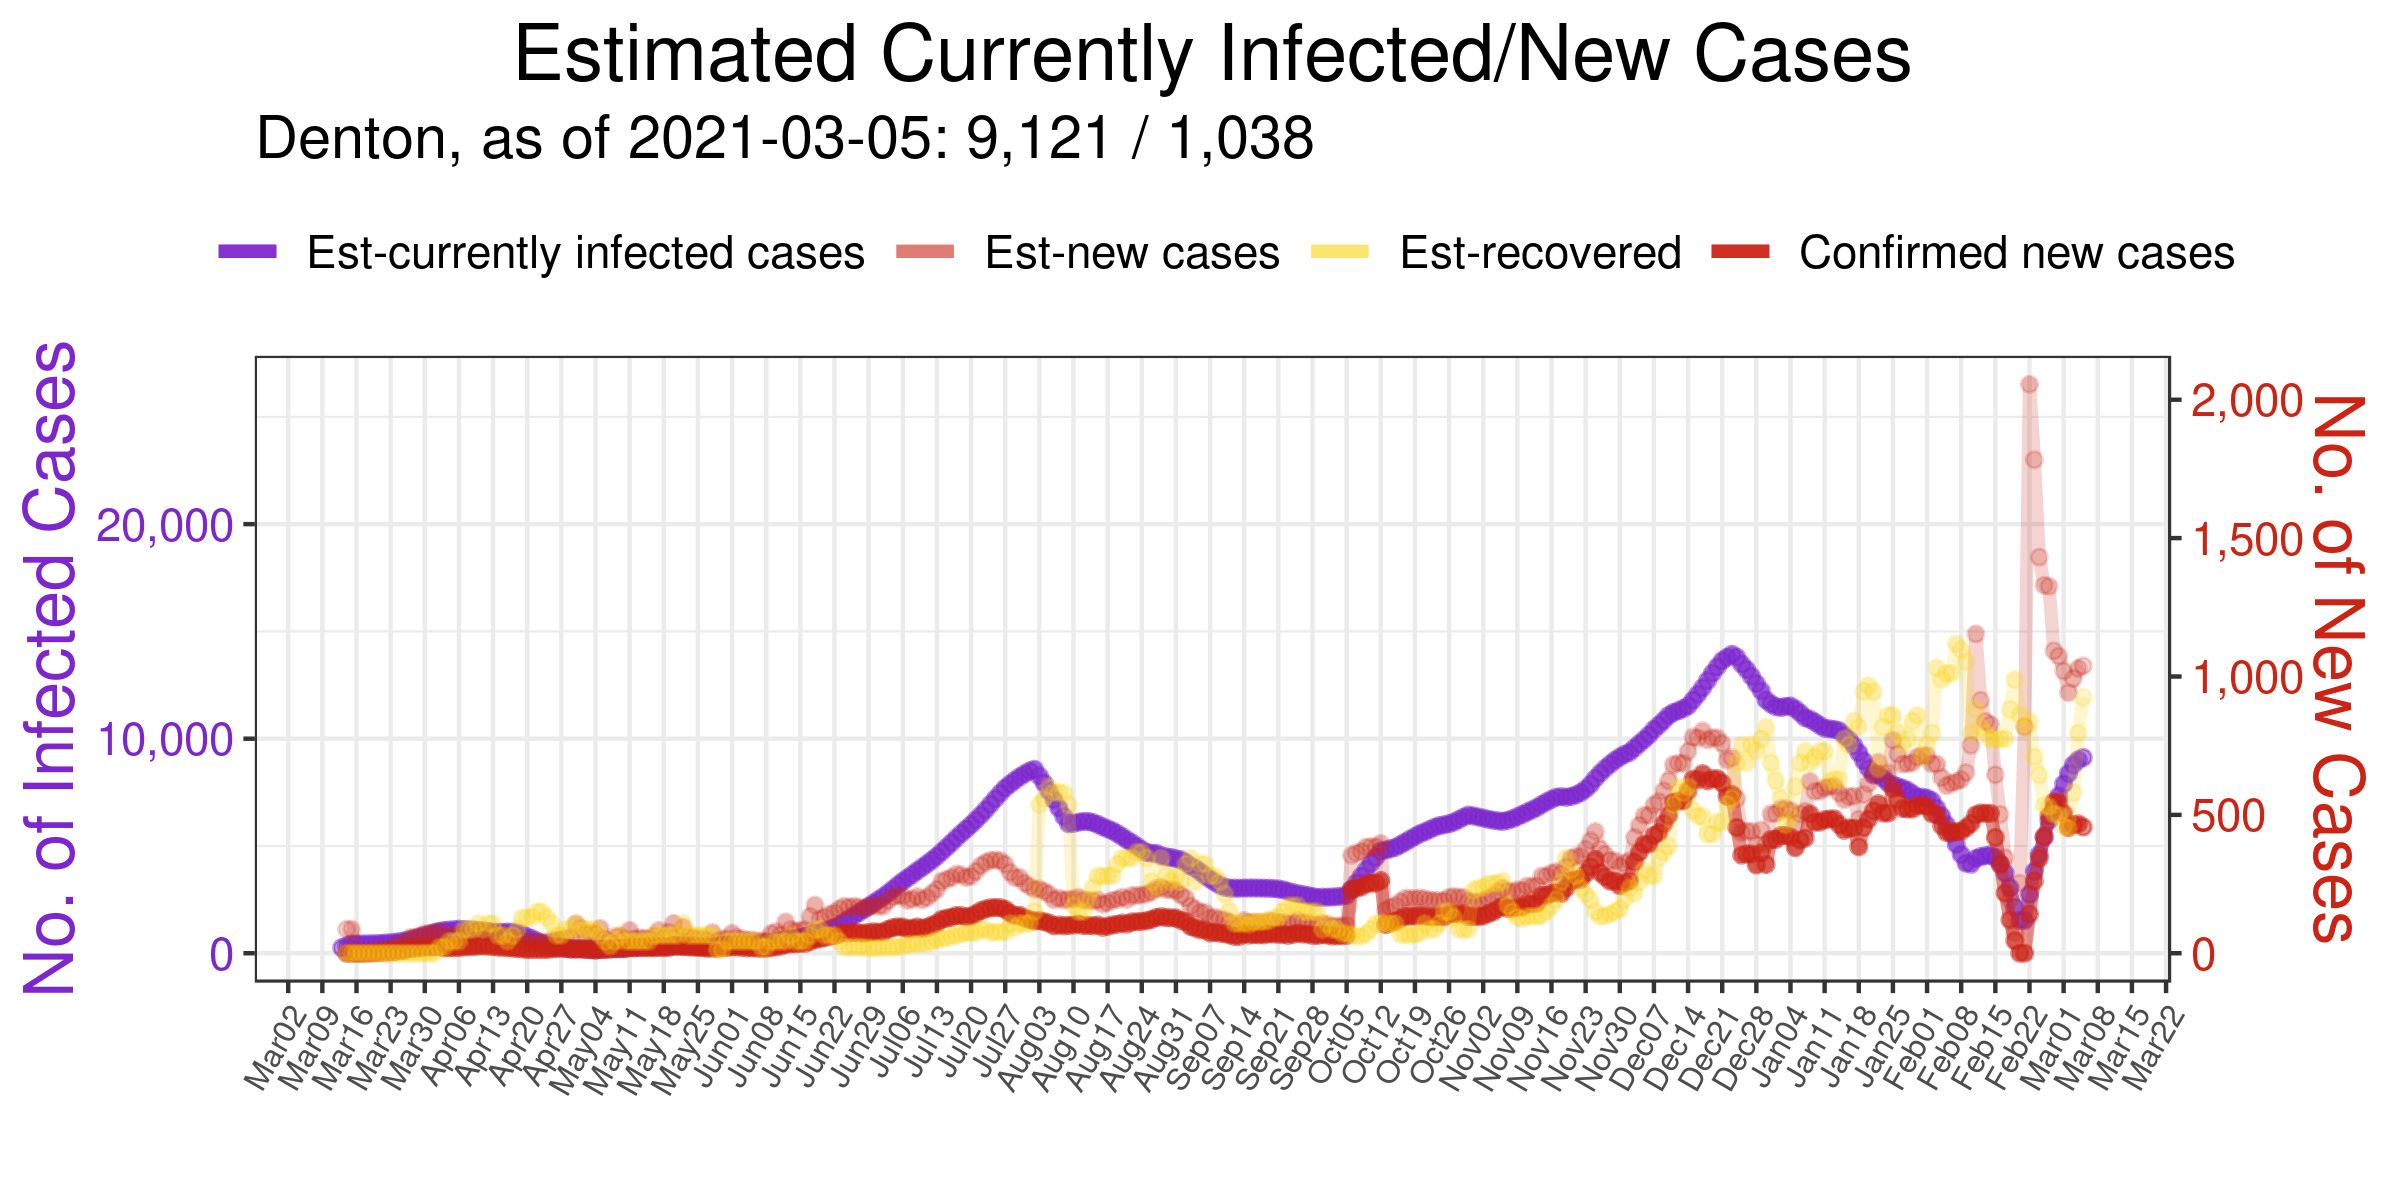 Estimated Currently Infected/New Cases
Denton, as of 2021-03-05: 9,121 / 1,038
Est-currently infected cases Est-new cases Est-recovered Confirmed new cases
No. of Infected Cases
20,000
10,000
0
2,000
1,500
1,000
500
0
No. of New Cases
Mar02 Mar09 Mar16 Mar23 Mar30 Apr06 Apr13 Apr20 Apr27 May04 May11 May18 May25 Jun01 Jun08 Jun15 Jun22 Jun29 Jul06 Jul13 Jul20 Jul27 Aug03 Aug10 Aug17 Aug24 Aug31 Sep07 Sep14 Sep21 Sep28 Oct05 Oct12 Oct19 Oct26 Nov02 Nov09 Nov16 Nov23 Nov30 Dec07 Dec14 Dec21 Dec28 Jan04 Jan11 Jan18 Jan25 Feb01 Feb08 Feb15 Feb22 Mar01 Mar08 Mar15 Mar22